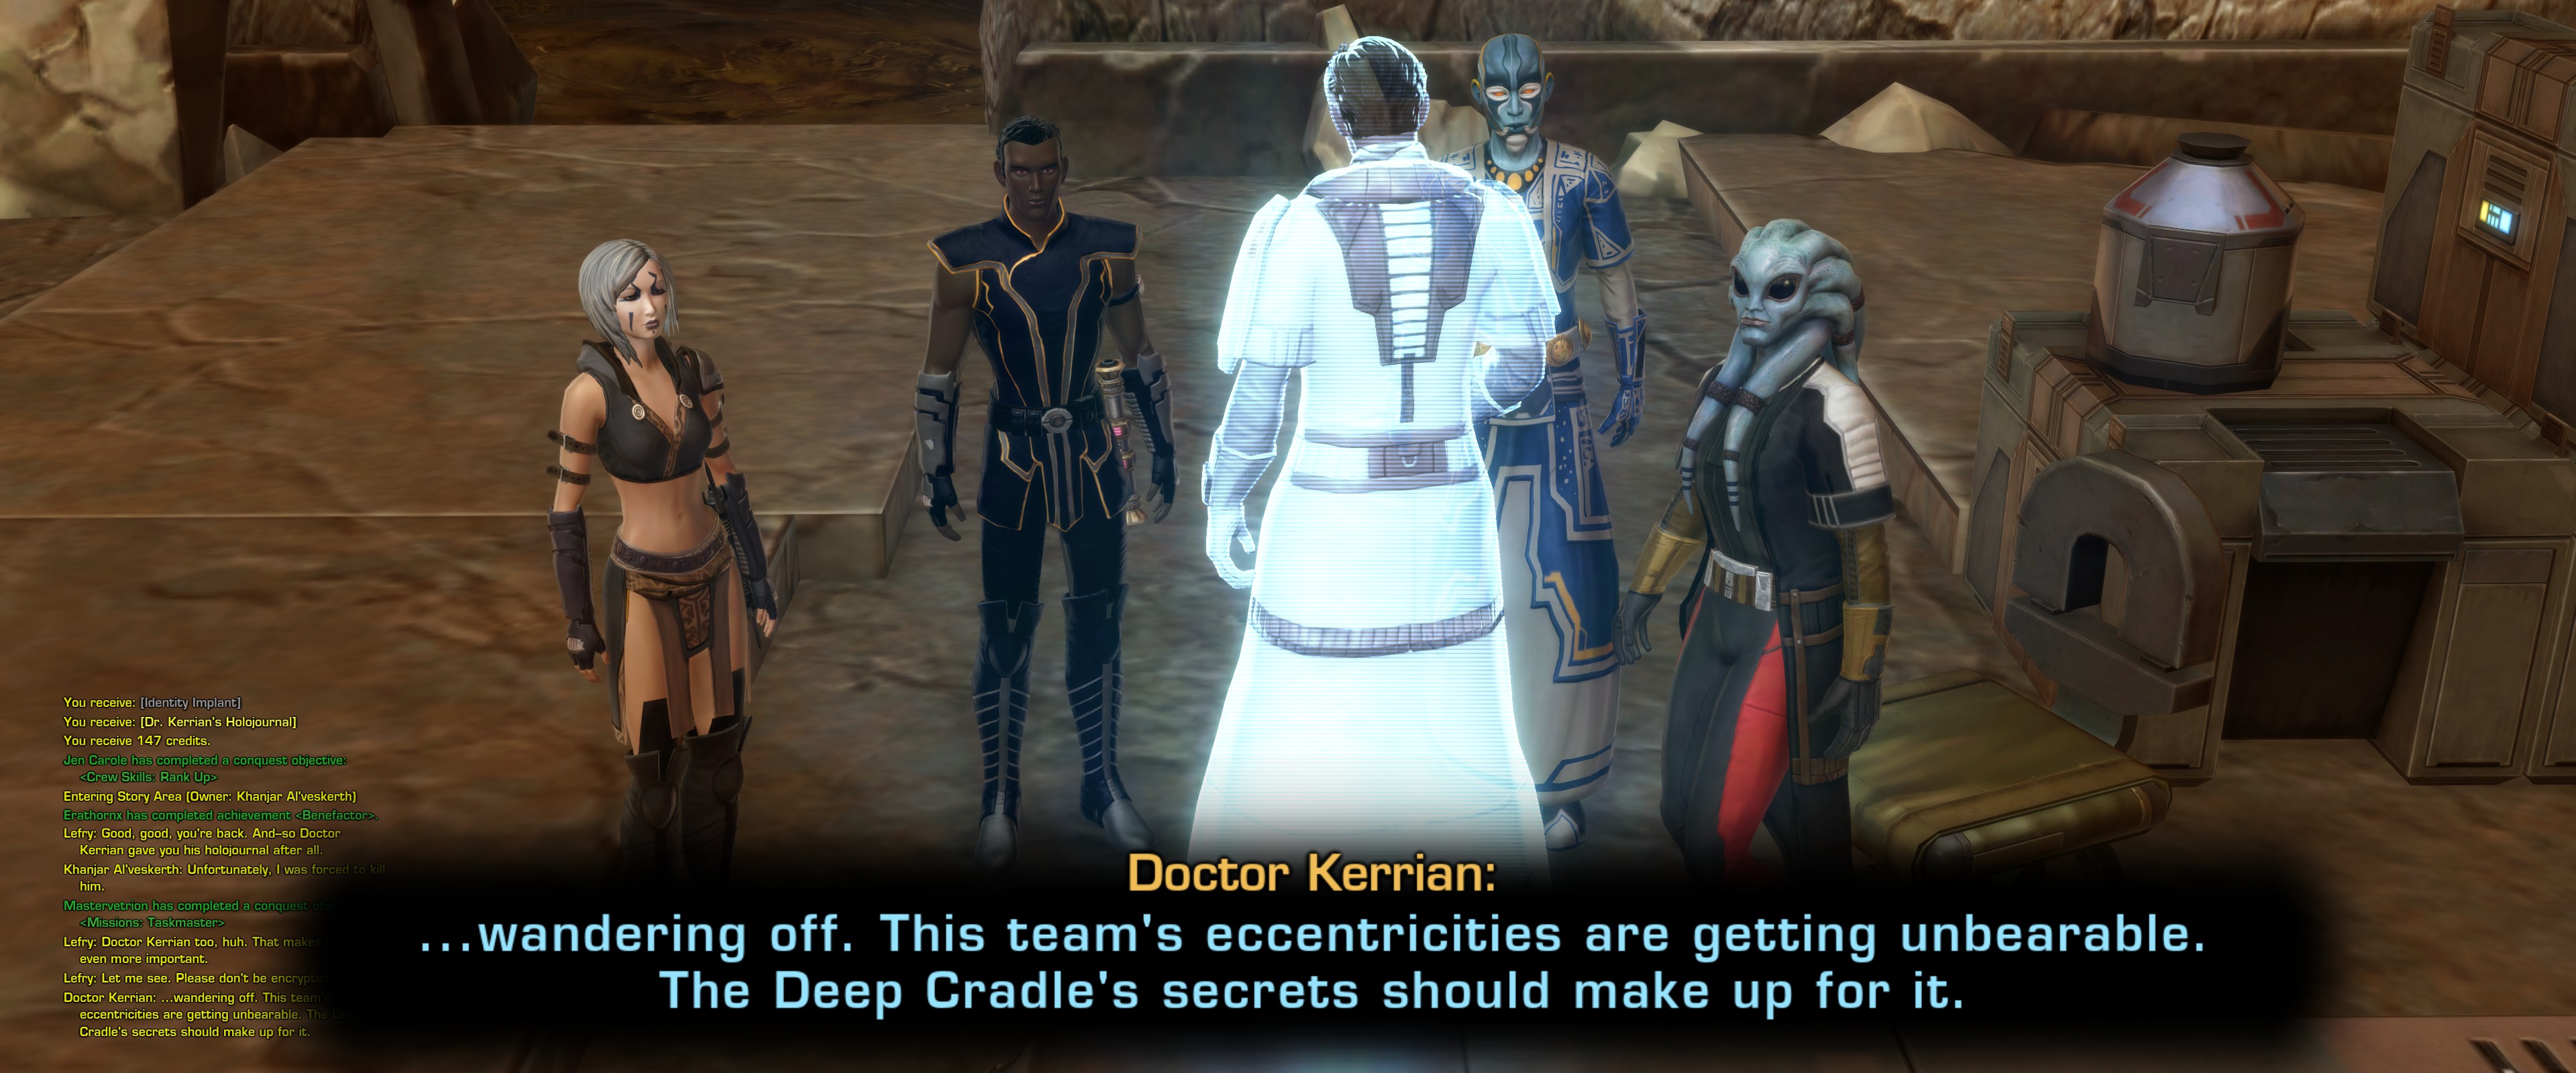 You receive: [Identity Implant]
You receive: [Dr. Kerrian's Holojournal]
You receive 147 credits.
Jen Carole has completed a conquest objective:
<Crew Skills: Rank Up>
Entering Story Area (Owner: Khanjar Al'veskerth)
Erathornx has completed achievement <Benefactor>.
Lefry: Good, good, you're back. And–so Doctor
Kerrian gave you his holojournal after all.
Khanjar Al'veskerth: Unfortunately, I was forced to kill
him.
Mastervetrion has completed a conquest
<Missions: Taskmaster>
Lefry: Doctor Kerrian too, huh. That makes
even more important.
Lefry: Let me see. Please don't be encrypted
Doctor Kerrian: ...wandering off. This team's
eccentricities are getting unbearable. The
Cradle's secrets should make up for it.
Doctor Kerrian:
...wandering off. This team's eccentricities are getting unbearable.
The Deep Cradle's secrets should make up for it.